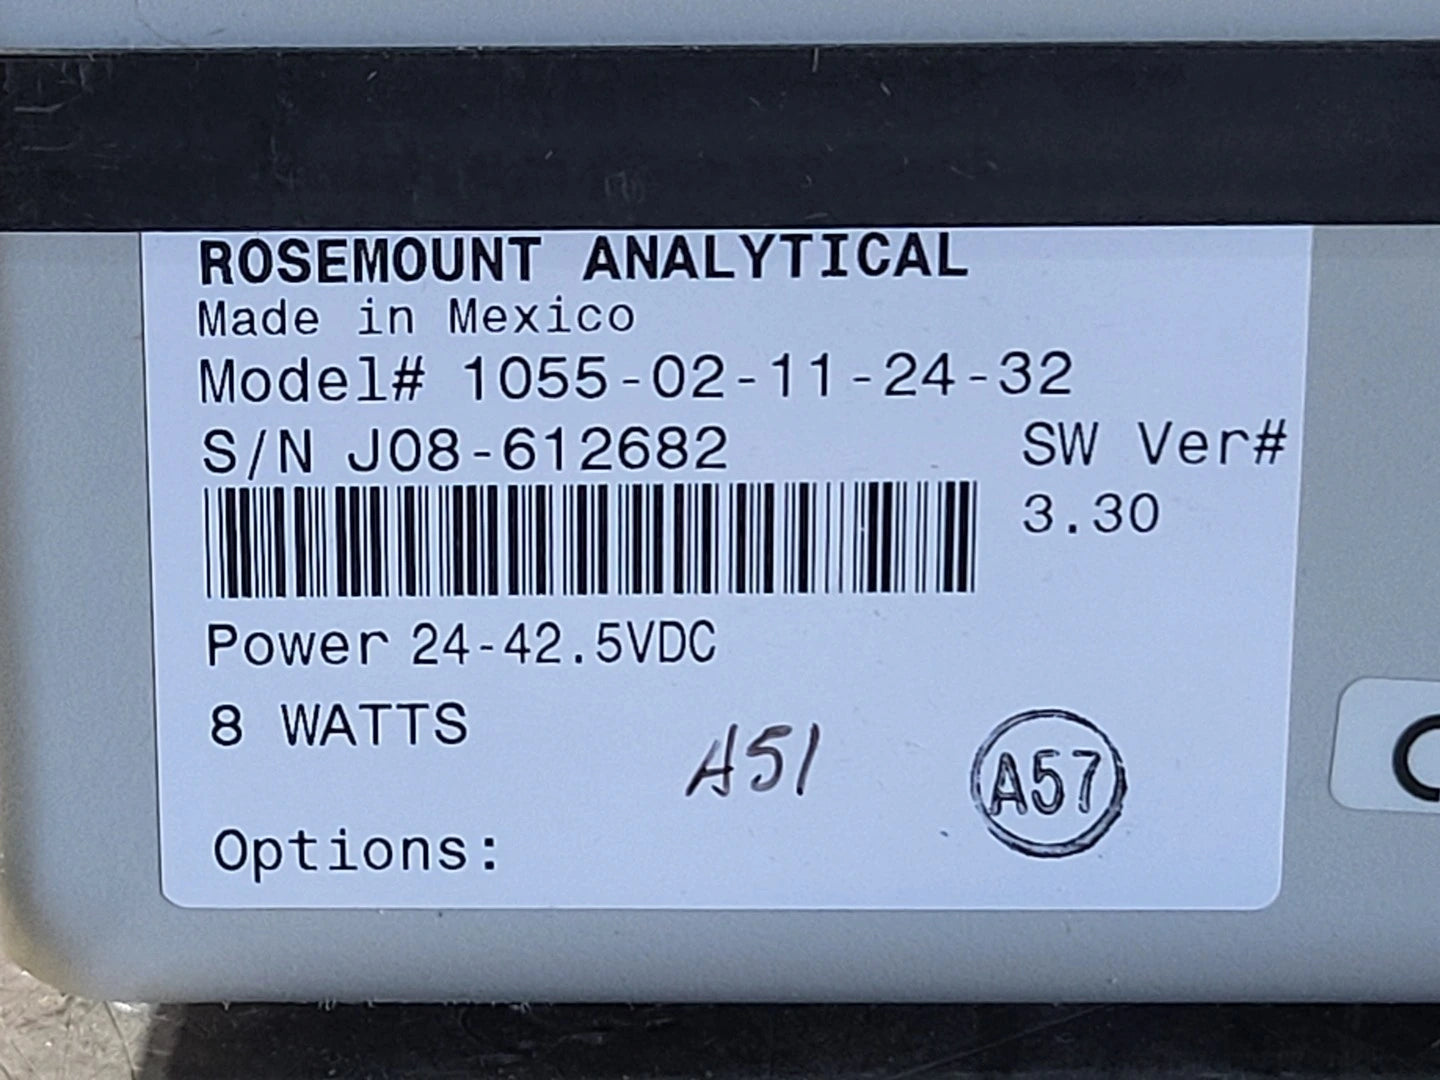 ROSEMOUNT ANALYTICAL
Made in Mexico
Model# 1055-02-11-24-32
S/N J08-612682
SW Ver#
3.30
Power 24-42.5VDC
8 WATTS
A51
A57
Options: